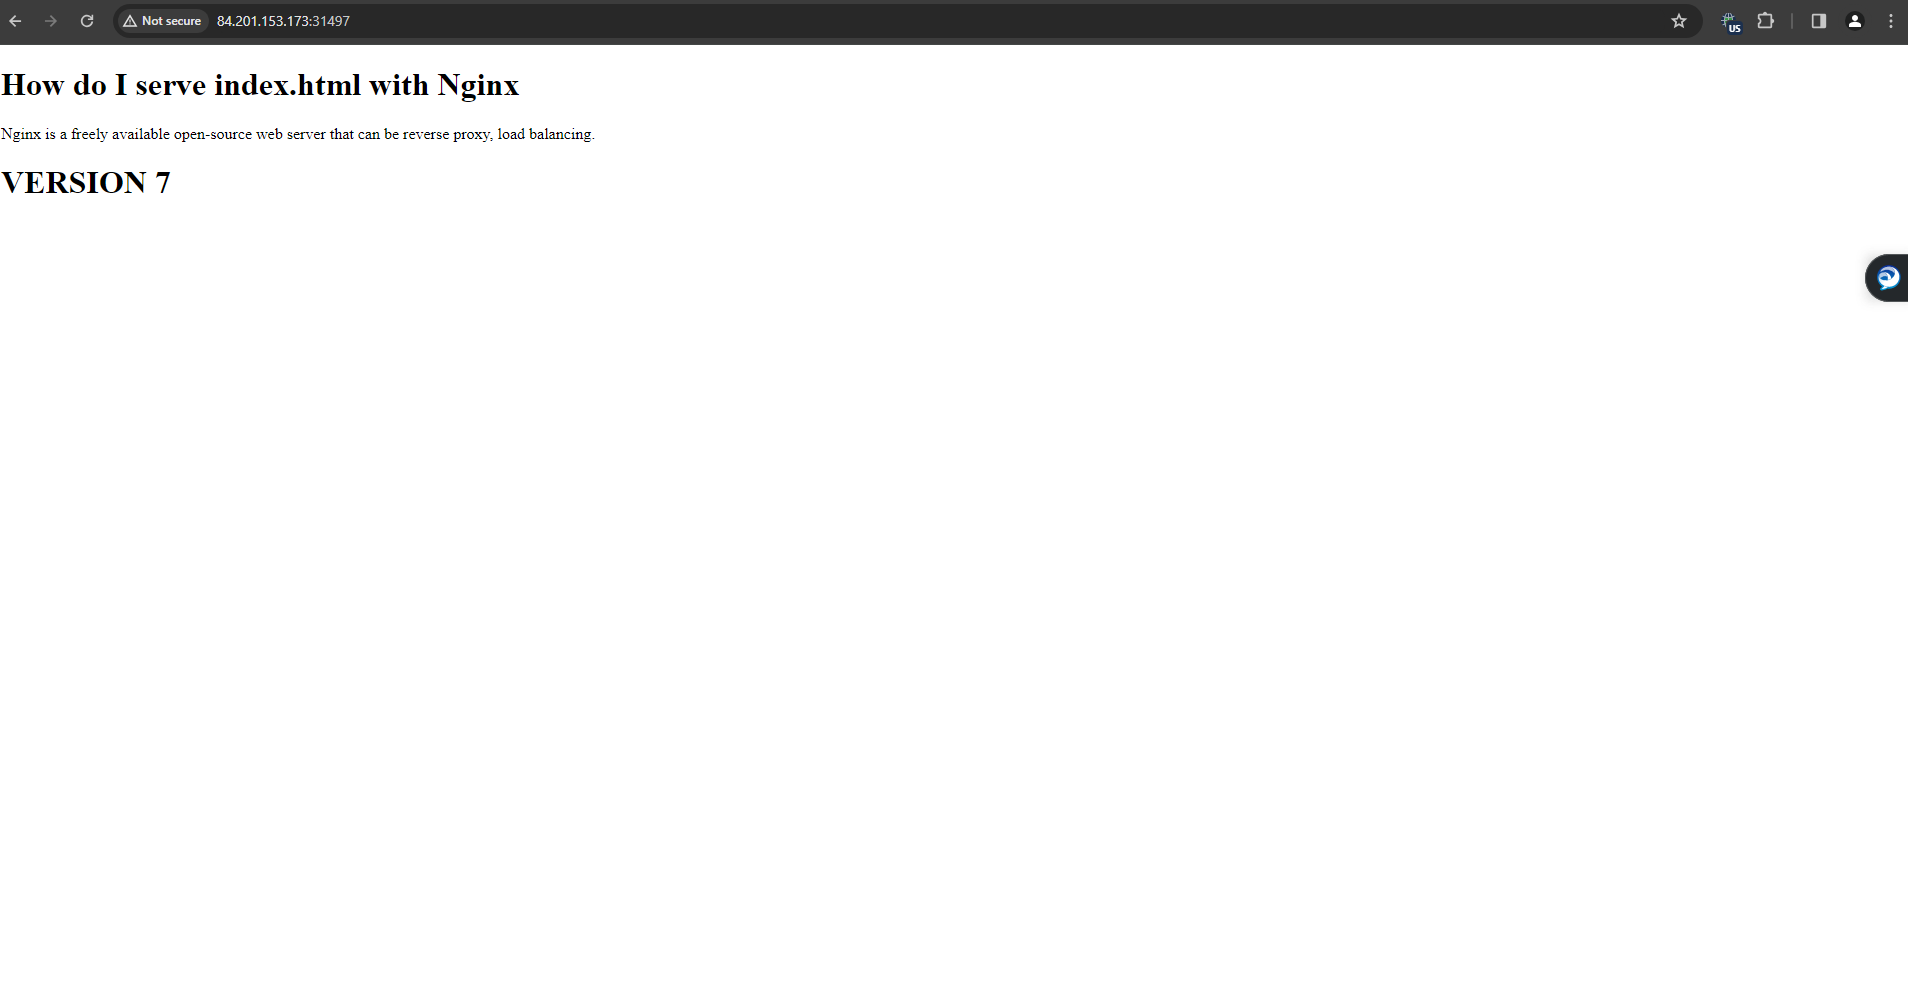 Not secure 84.201.153.173:31497
US
How do I serve index.html with Nginx
Nginx is a freely available open-source web server that can be reverse proxy, load balancing.
VERSION 7